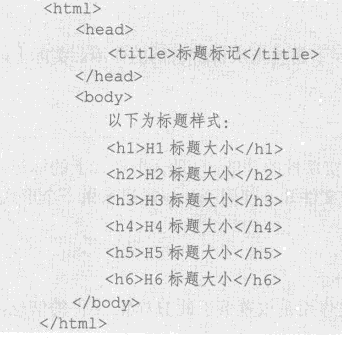 <html>
<head>
<title>标题标记</title>
</head>
<body>
以下为标题样式：
<h1>H1 标题大小</h1>
<h2>H2 标题大小</h2>
<h3>H3 标题大小</h3>
<h4>H4 标题大小</h4>
<h5>H5 标题大小</h5>
<h6>H6 标题大小</h6>
</body>
</html>